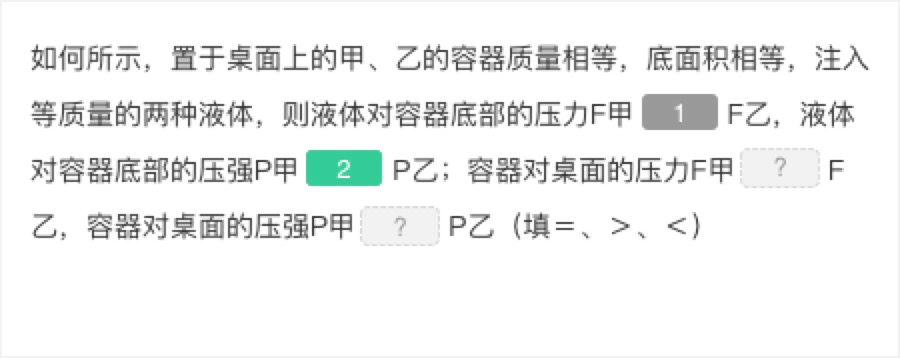 如何所示，置于桌面上的甲、乙的容器质量相等，底面积相等，注入
等质量的两种液体，则液体对容器底部的压力F甲 1 F乙，液体
对容器底部的压强P甲 2 P乙；容器对桌面的压力F甲 ? F
乙，容器对桌面的压强P甲 ? P乙（填＝、＞、＜）